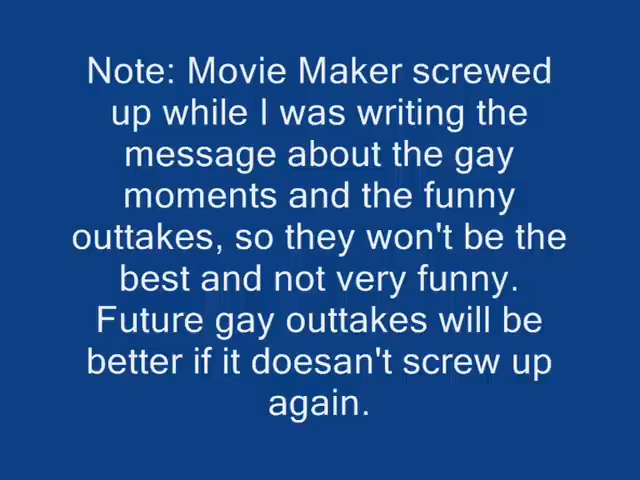 Note: Movie Maker screwed
up while I was writing the
message about the gay
moments and the funny
outtakes, so they won't be the
best and not very funny.
Future gay outtakes will be
better if it doesan't screw up
again.